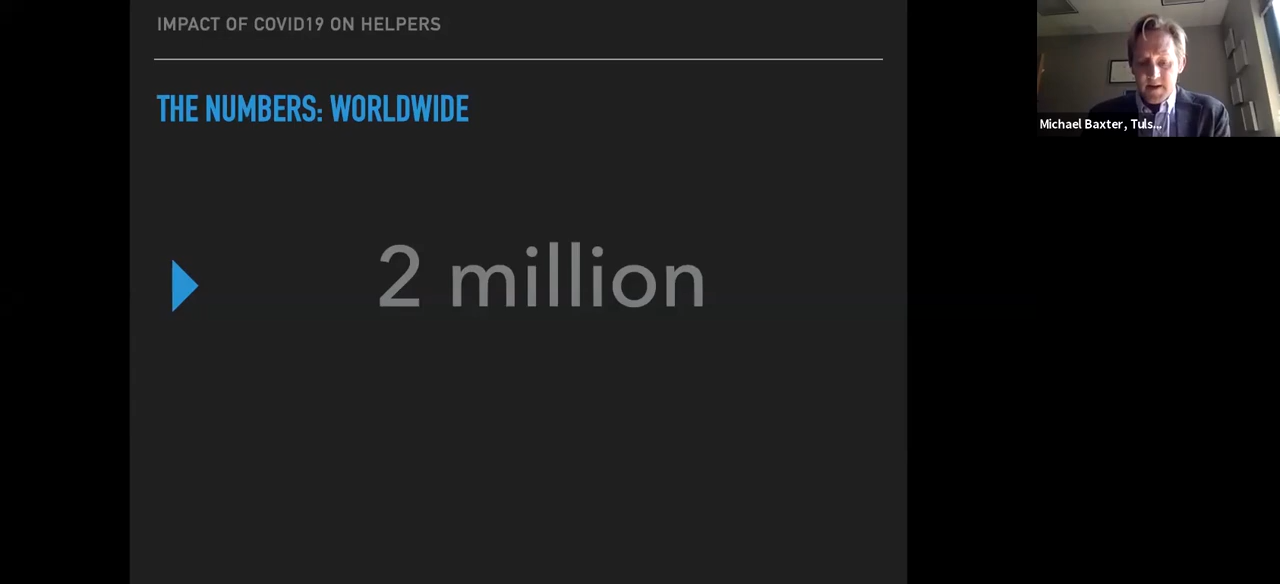 IMPACT OF COVID19 ON HELPERS
THE NUMBERS: WORLDWIDE
2 million
Michael Baxter, Tuls...